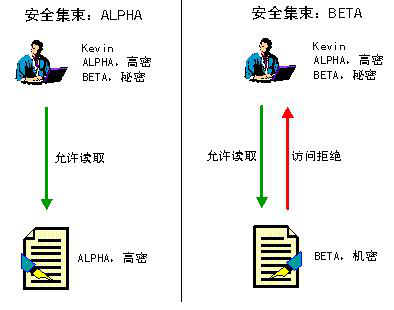 安全集束：ALPHA
Kevin
ALPHA，高密
BETA，秘密
允许读取
ALPHA，高密
安全集束：BETA
Kevin
ALPHA，高密
BETA，秘密
允许读取
访问拒绝
BETA，机密